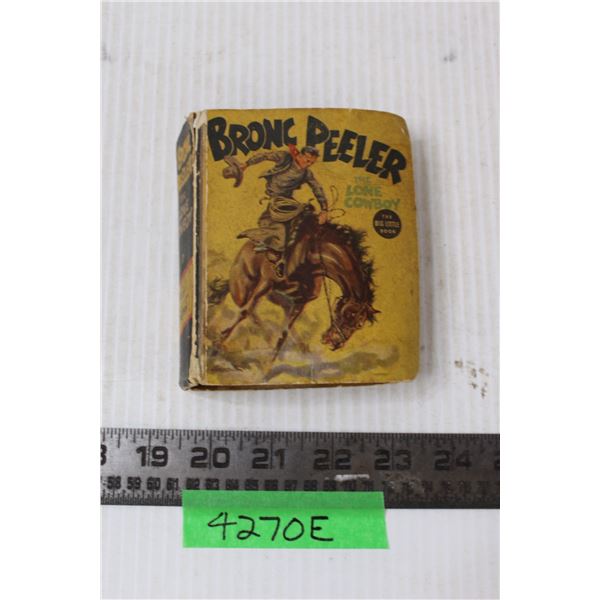 BRONC PEELER
THE
LONE
COWBOY
THE
BIG LITTLE
BOOK
19 20 21 22 23 24
4270E